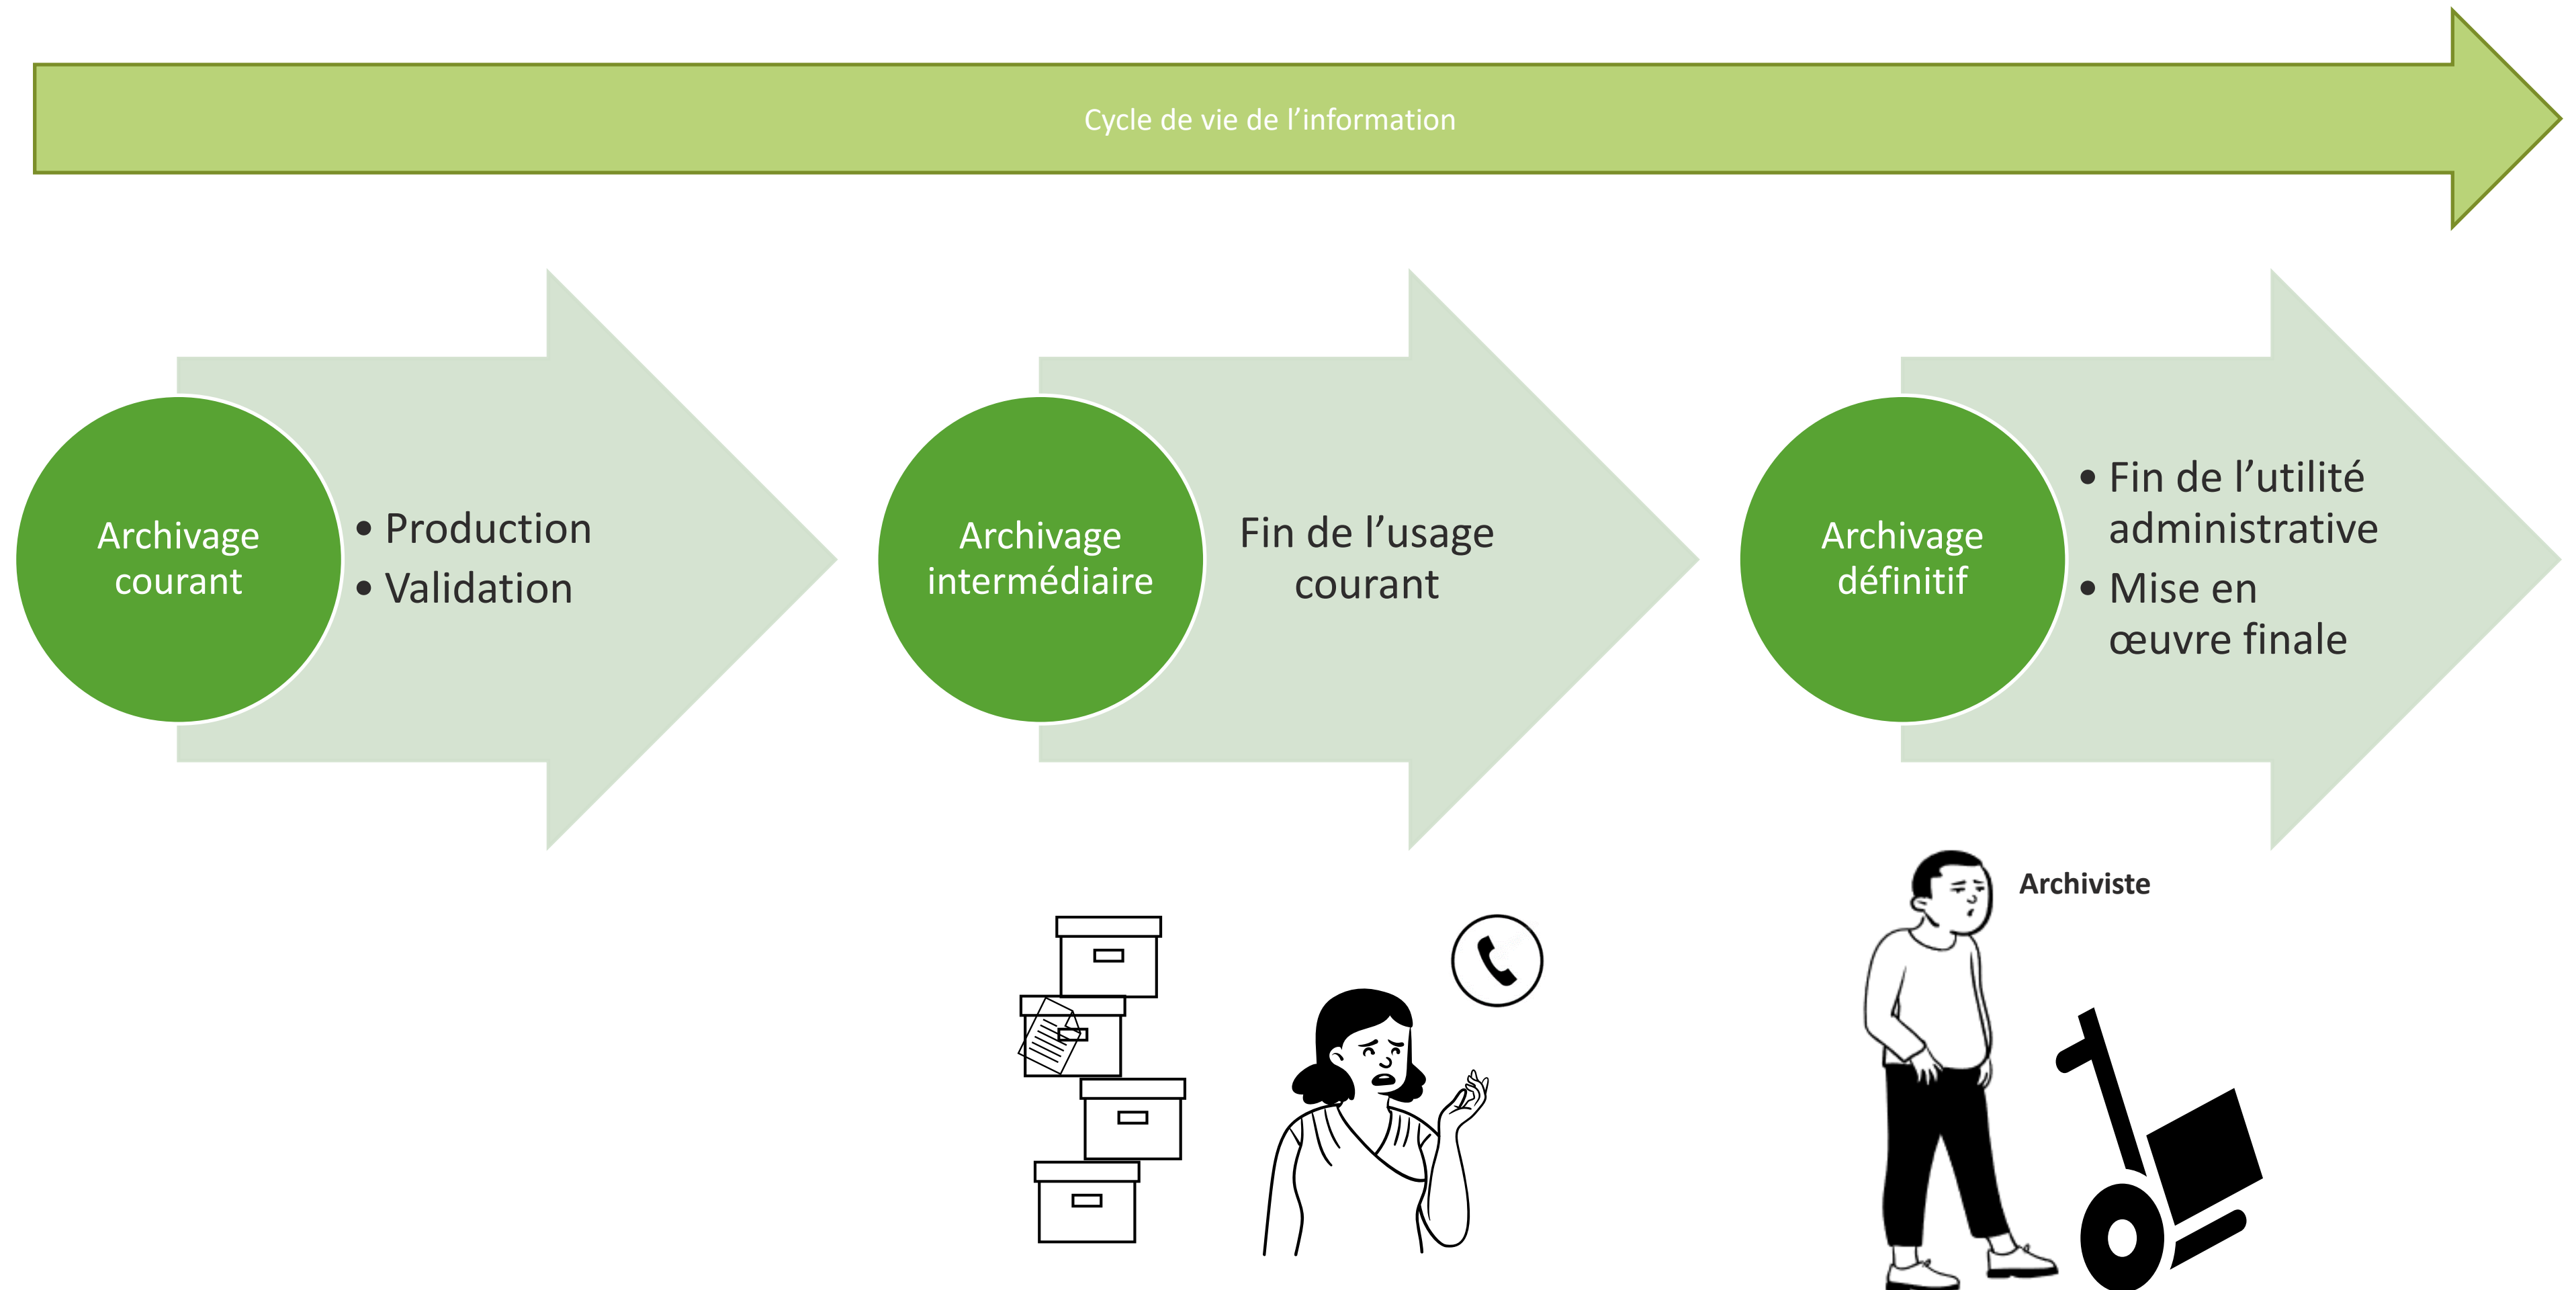 Cycle de vie de l’information
Archivage
courant
• Production
• Validation
Archivage
intermédiaire
Fin de l’usage
courant
Archivage
définitif
• Fin de l’utilité
administrative
• Mise en
œuvre finale
Archiviste